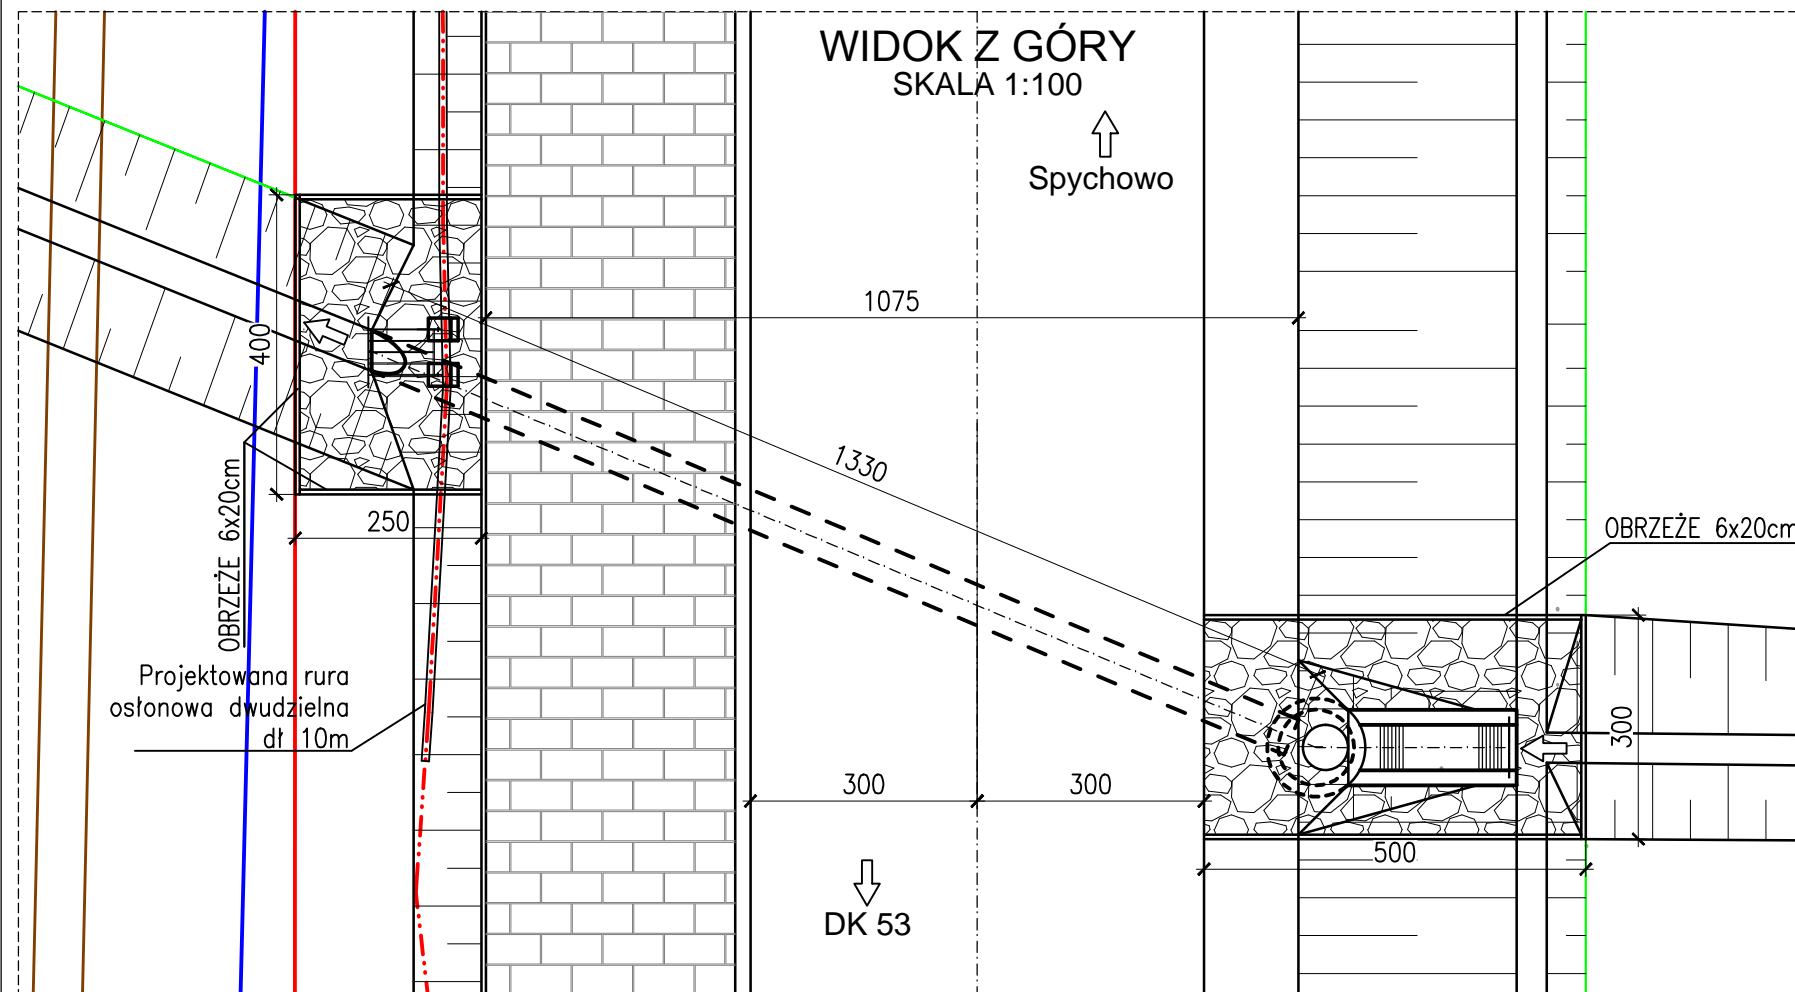 WIDOK Z GÓRY
SKALA 1:100
Spychowo
1075
400
1330
250
OBRZEŻE 6x20cm
OBRZEŻE 6x20cm
Projektowana rura
osłonowa dwudzielna
dł 10m
300
300
300
500
DK 53